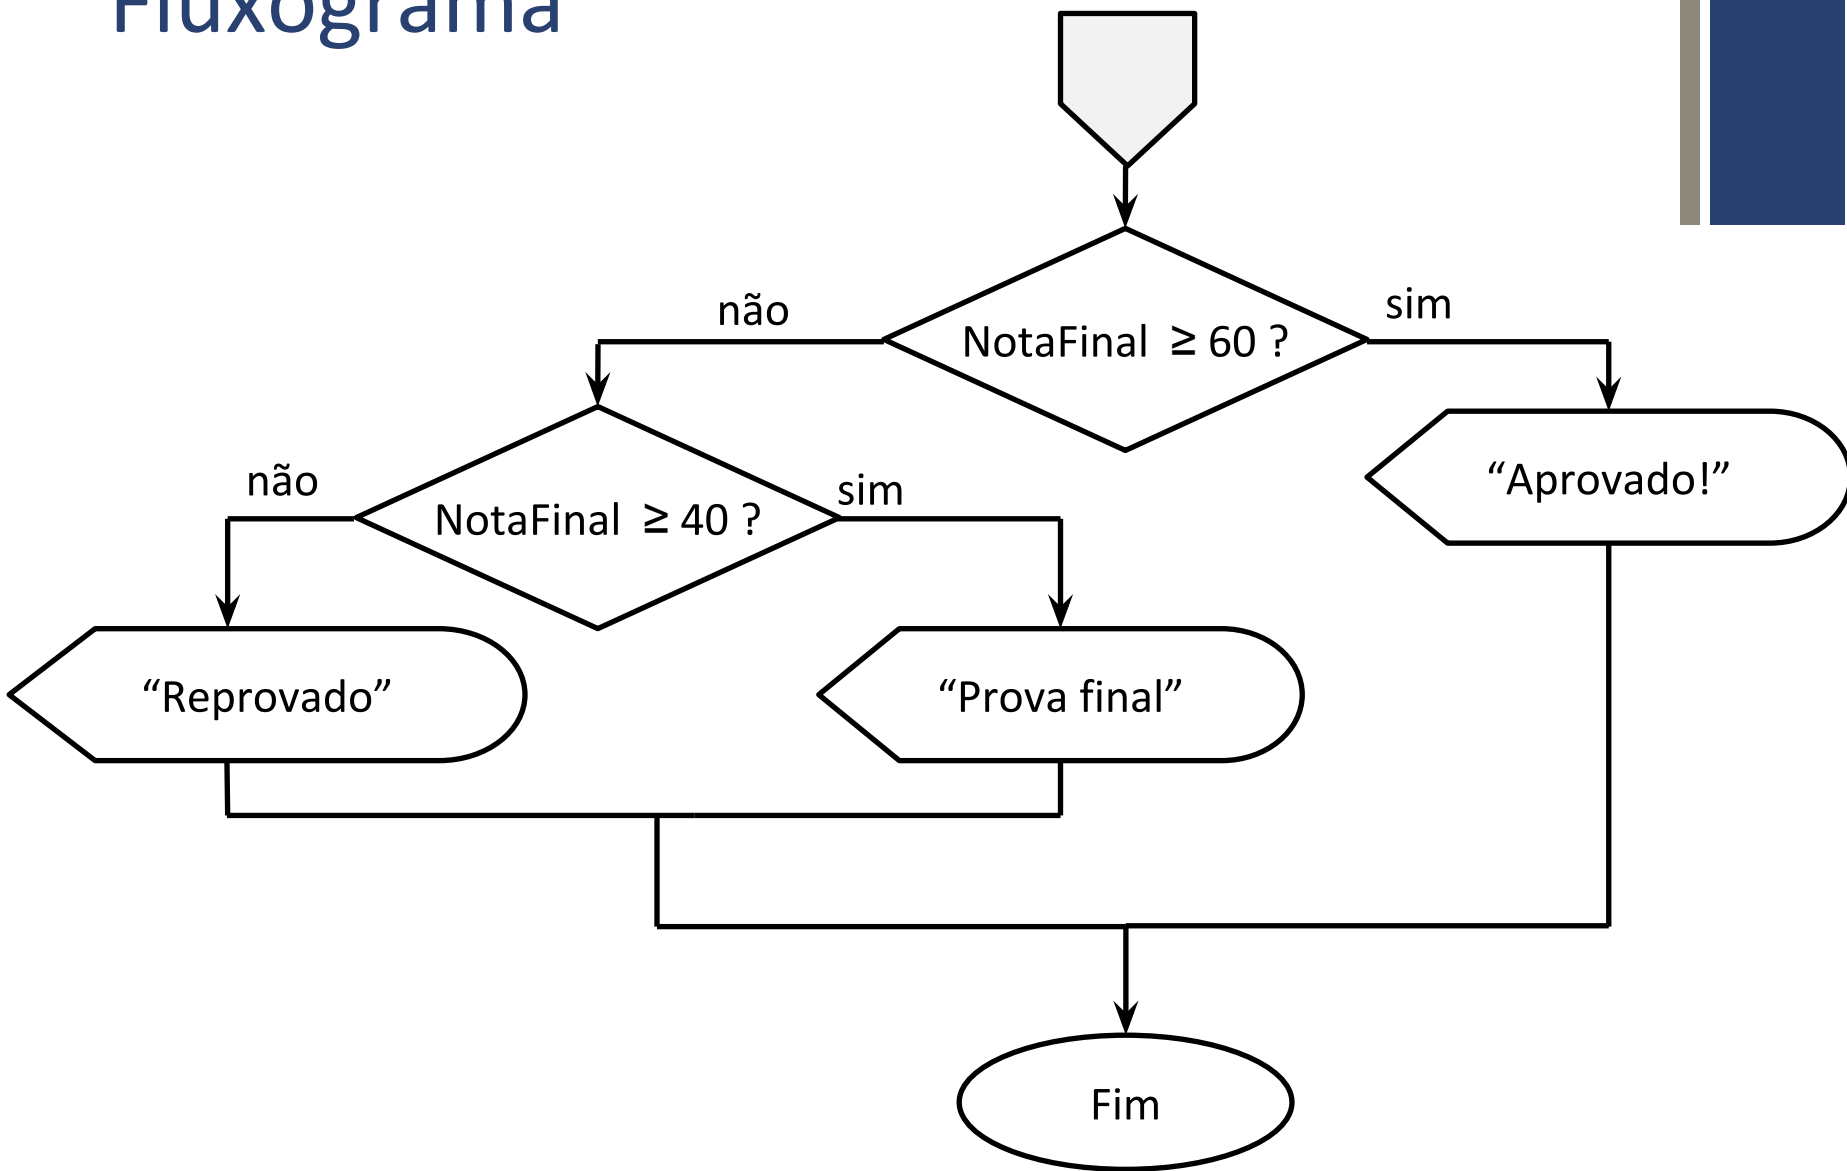 Fluxograma
não
sim
NotaFinal ≥ 60 ?
não
sim
NotaFinal ≥ 40 ?
“Aprovado!”
“Reprovado”
“Prova final”
Fim